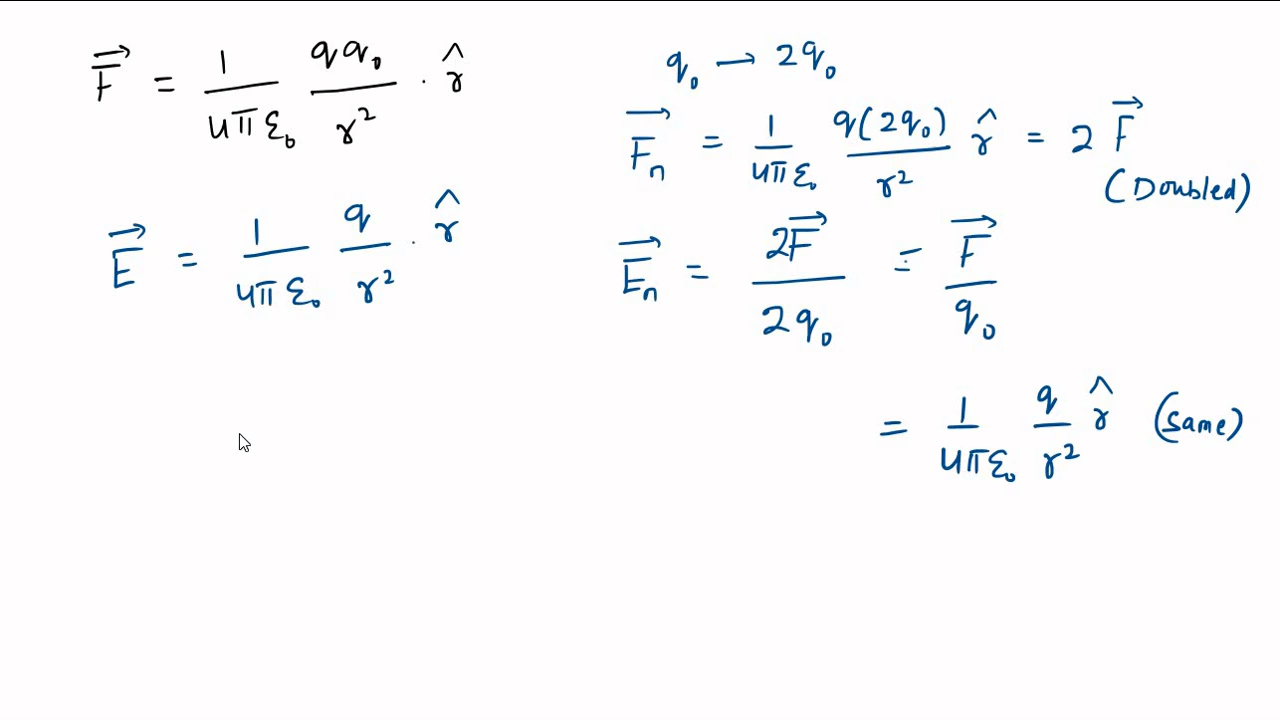 F⃗ = 1/(4πε₀) qq₀/r² · r̂
E⃗ = 1/(4πε₀) q/r² · r̂
q₀ → 2q₀
F⃗ₙ = 1/(4πε₀) q(2q₀)/r² r̂ = 2F⃗
(Doubled)
E⃗ₙ = 2F⃗/2q₀ = F⃗/q₀
= 1/(4πε₀) q/r² r̂ (Same)